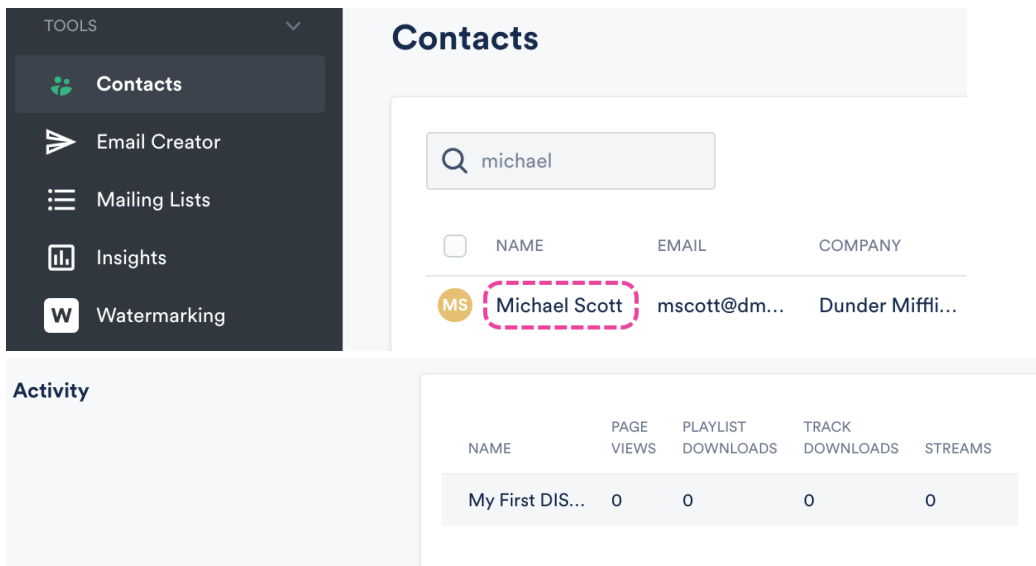 TOOLS
Contacts
Email Creator
Mailing Lists
Insights
W Watermarking
Contacts
michael
NAME EMAIL COMPANY
MS Michael Scott mscott@dm... Dunder Miffli...
Activity
NAME PAGE VIEWS PLAYLIST DOWNLOADS TRACK DOWNLOADS STREAMS
My First DIS... 0 0 0 0